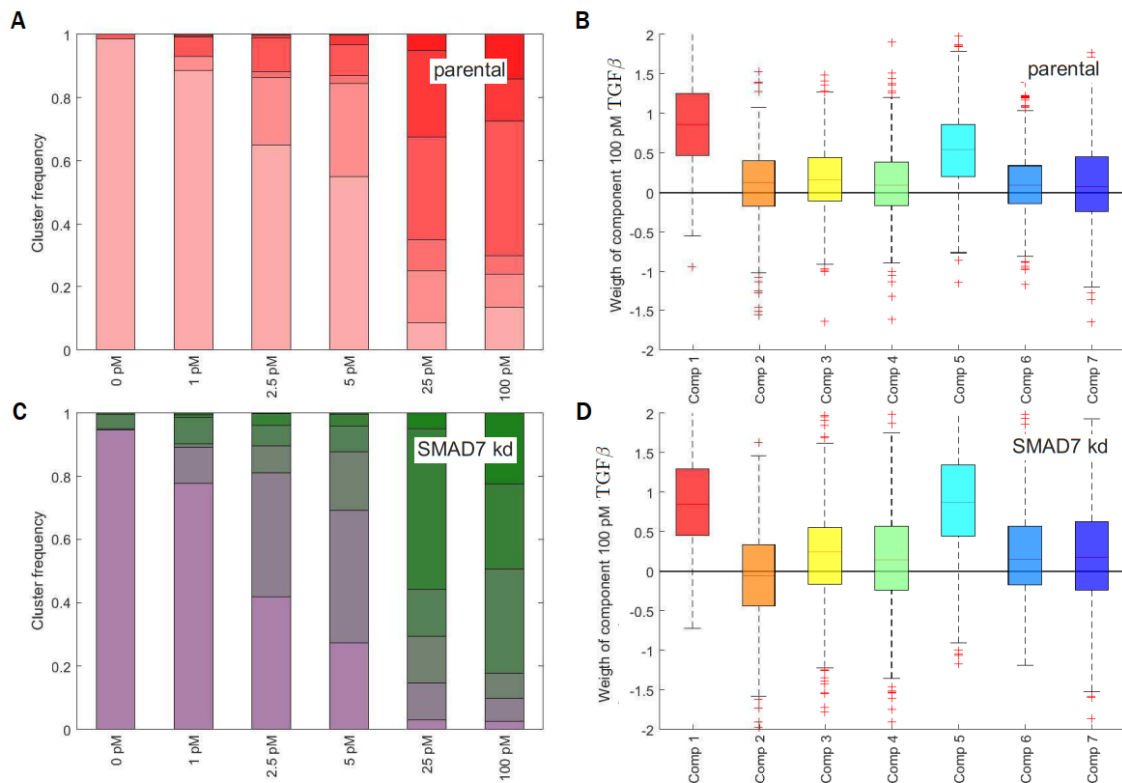 A
Cluster frequency
1
0.8
0.6
0.4
0.2
0
parental
0 pM
1 pM
2.5 pM
5 pM
25 pM
100 pM
B
Weigth of component 100 pM TGFβ
2
1.5
1
0.5
0
-0.5
-1
-1.5
-2
parental
Comp 1
Comp 2
Comp 3
Comp 4
Comp 5
Comp 6
Comp 7
C
Cluster frequency
1
0.8
0.6
0.4
0.2
0
SMAD7 kd
0 pM
1 pM
2.5 pM
5 pM
25 pM
100 pM
D
Weigth of component 100 pM TGFβ
2
1.5
1
0.5
0
-0.5
-1
-1.5
-2
SMAD7 kd
Comp 1
Comp 2
Comp 3
Comp 4
Comp 5
Comp 6
Comp 7